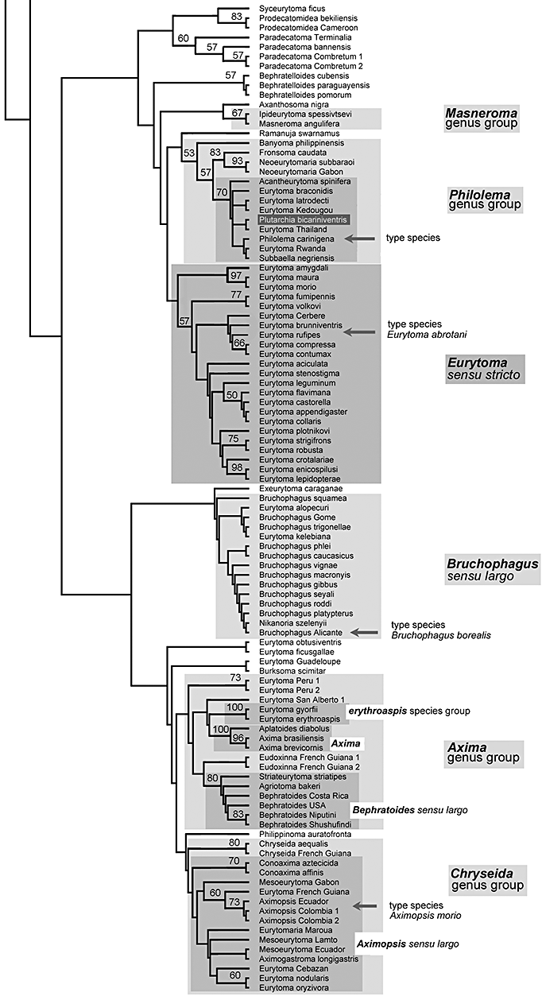 Syceurytoma ficus
83
Prodecatomidea bekiliensis
Prodecatomidea Cameroon
60
Paradecatoma Terminalia
57
Paradecatoma bannensis
57
Paradecatoma Combretum 1
Paradecatoma Combretum 2
57
Bephratelloides cubensis
Bephratelloides paraguayensis
Bephratelloides pomorum
Axanthosoma nigra
67
Ipideurytoma spessivtsevi
Masneroma angulifera
Masneroma
genus group
Ramanuja swarnamus
Banyoma philippinensis
53
83
Fronsoma caudata
93
Neoeurytomaria subbaraoi
57
Neoeurytomaria Gabon
Acantheurytoma spinifera
70
Eurytoma braconidis
Eurytoma latrodecti
Eurytoma Kedougou
Plutarchia bicariniventris
Eurytoma Thailand
Philolema carinigena
type species
Eurytoma Rwanda
Subbaella negriensis
Philolema
genus group
Eurytoma amygdali
97
Eurytoma maura
Eurytoma morio
77
Eurytoma fumipennis
Eurytoma volkovi
57
Eurytoma Cerbere
Eurytoma brunniventris
type species
Eurytoma abrotani
Eurytoma rufipes
66
Eurytoma compressa
Eurytoma contumax
Eurytoma aciculata
Eurytoma stenostigma
Eurytoma
sensu stricto
Eurytoma leguminum
50
Eurytoma flavimana
Eurytoma castorella
Eurytoma appendigaster
Eurytoma collaris
Eurytoma plotnikovi
75
Eurytoma strigifrons
Eurytoma robusta
Eurytoma crotalariae
98
Eurytoma enicospilusi
Eurytoma lepidopterae
Exeurytoma caraganae
Bruchophagus squamea
Eurytoma alopecuri
Bruchophagus Gome
Bruchophagus trigonellae
Eurytoma kelebiana
Bruchophagus phlei
Bruchophagus caucasicus
Bruchophagus vignae
Bruchophagus macronyis
Bruchophagus
sensu largo
Bruchophagus gibbus
Bruchophagus seyali
Bruchophagus roddi
Bruchophagus platypterus
Nikanoria szelenyii
Bruchophagus Alicante
type species
Bruchophagus borealis
Eurytoma obtusiventris
Eurytoma ficusgallae
Eurytoma Guadeloupe
Burksoma scimitar
73
Eurytoma Peru 1
Eurytoma Peru 2
Eurytoma San Alberto 1
100
Eurytoma gyorfii
Eurytoma erythroaspis
erythroaspis species group
100
Aplatoides diabolus
96
Axima brasiliensis
Axima brevicornis
Axima
Axima
genus group
Eudoxinna French Guiana 1
Eudoxinna French Guiana 2
80
Striateurytoma striatipes
Agriotoma bakeri
Bephratoides Costa Rica
Bephratoides USA
83
Bephratoides Niputini
Bephratoides Shushufindi
Bephratoides sensu largo
Philippinoma auratofronta
80
Chryseida aequalis
Chryseida French Guiana
70
Conoaxima aztecicida
Conoaxima affinis
Chryseida
genus group
Mesoeurytoma Gabon
60
Eurytoma French Guiana
73
Aximopsis Ecuador
Aximopsis Colombia 1
Aximopsis Colombia 2
type species
Aximopsis morio
Eurytomaria Maroua
Mesoeurytoma Lamto
Aximopsis sensu largo
Mesoeurytoma Ecuador
Aximogastroma longigastris
Eurytoma Cebazan
60
Eurytoma nodularis
Eurytoma oryzivora